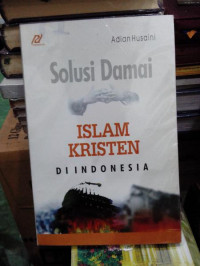 Adian Husaini
Solusi Damai
ISLAM
KRISTEN
DI INDONESIA